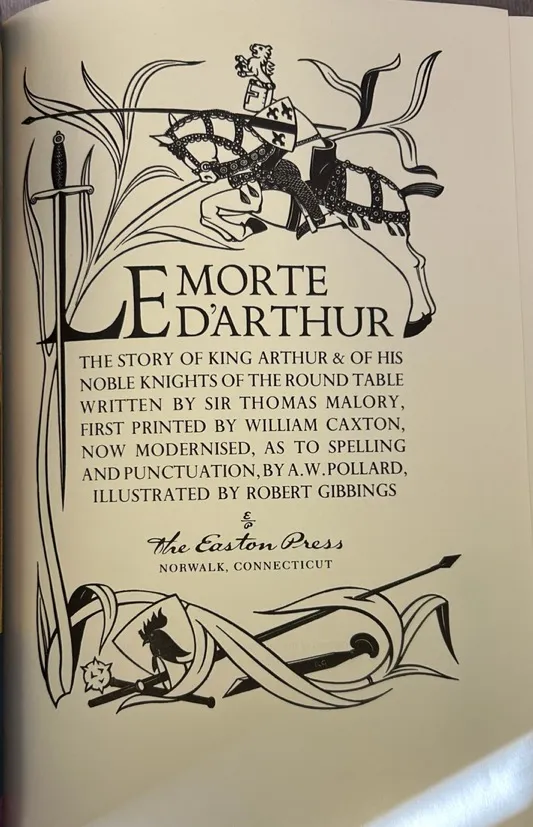 LE MORTE
D'ARTHUR
THE STORY OF KING ARTHUR & OF HIS
NOBLE KNIGHTS OF THE ROUND TABLE
WRITTEN BY SIR THOMAS MALORY,
FIRST PRINTED BY WILLIAM CAXTON,
NOW MODERNISED, AS TO SPELLING
AND PUNCTUATION, BY A. W. POLLARD,
ILLUSTRATED BY ROBERT GIBBINGS
E
P
The Easton Press
NORWALK, CONNECTICUT